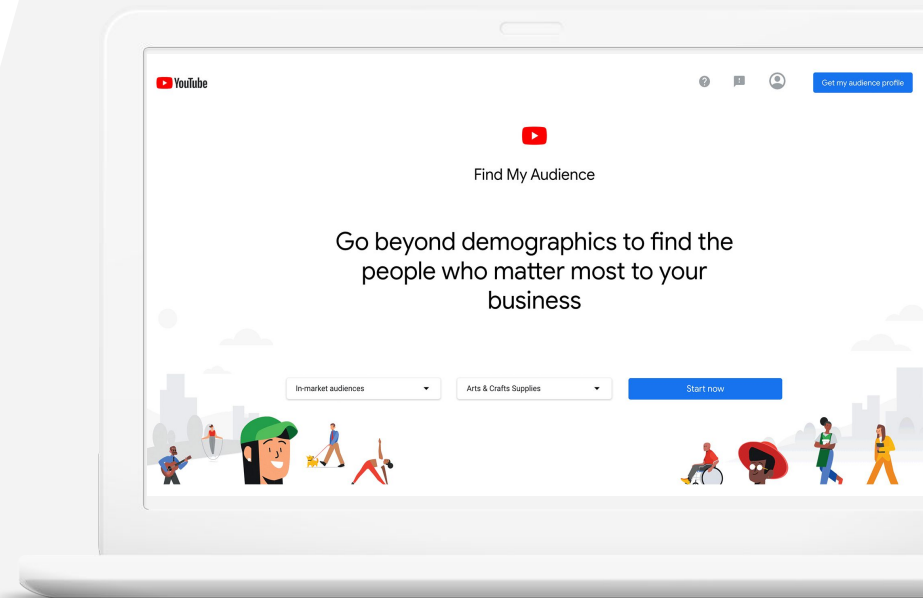 YouTube
Get my audience profile
Find My Audience
Go beyond demographics to find the
people who matter most to your
business
In-market audiences
Arts & Crafts Supplies
Start now